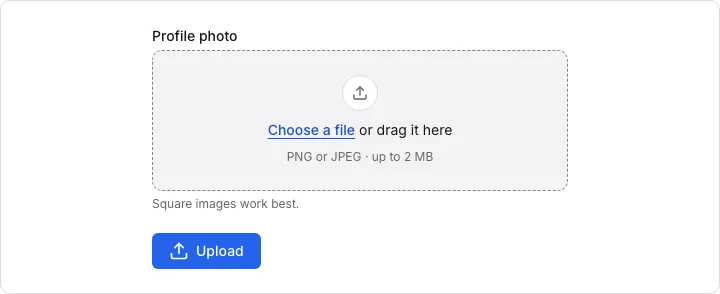 Profile photo
Choose a file or drag it here
PNG or JPEG · up to 2 MB
Square images work best.
Upload